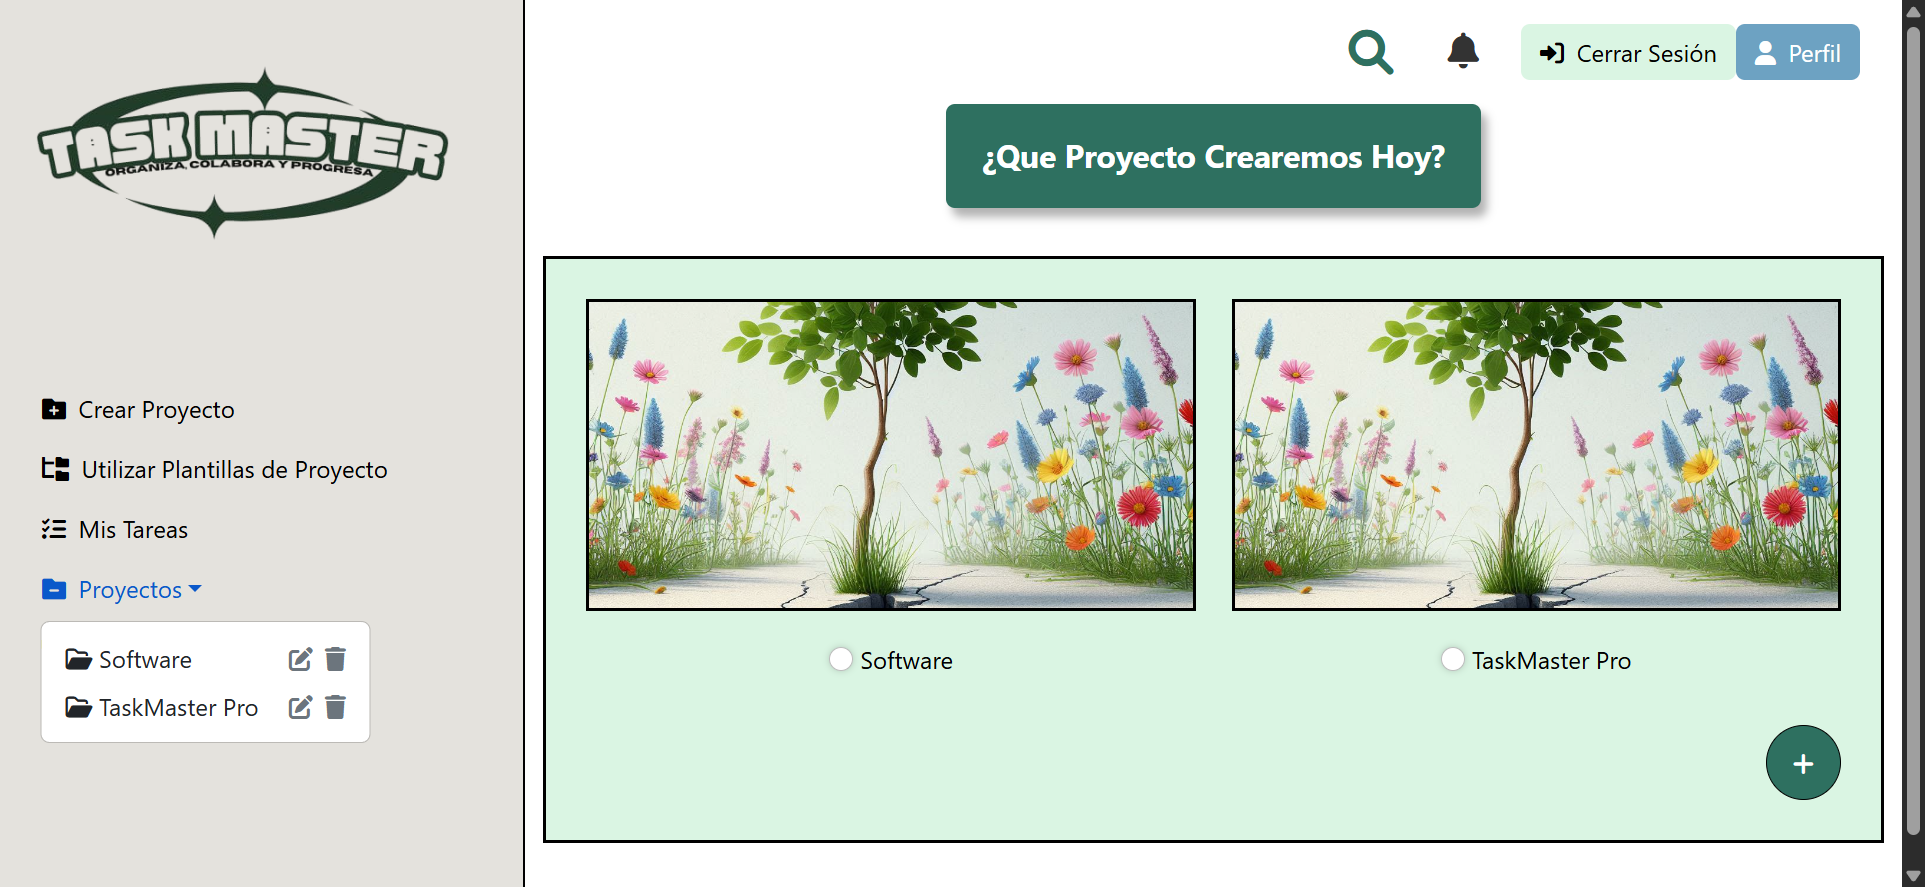 TASK MASTER
ORGANIZA, COLABORA Y PROGRESA
Crear Proyecto
Utilizar Plantillas de Proyecto
Mis Tareas
Proyectos
Software
TaskMaster Pro
Cerrar Sesión
Perfil
¿Que Proyecto Crearemos Hoy?
Software
TaskMaster Pro